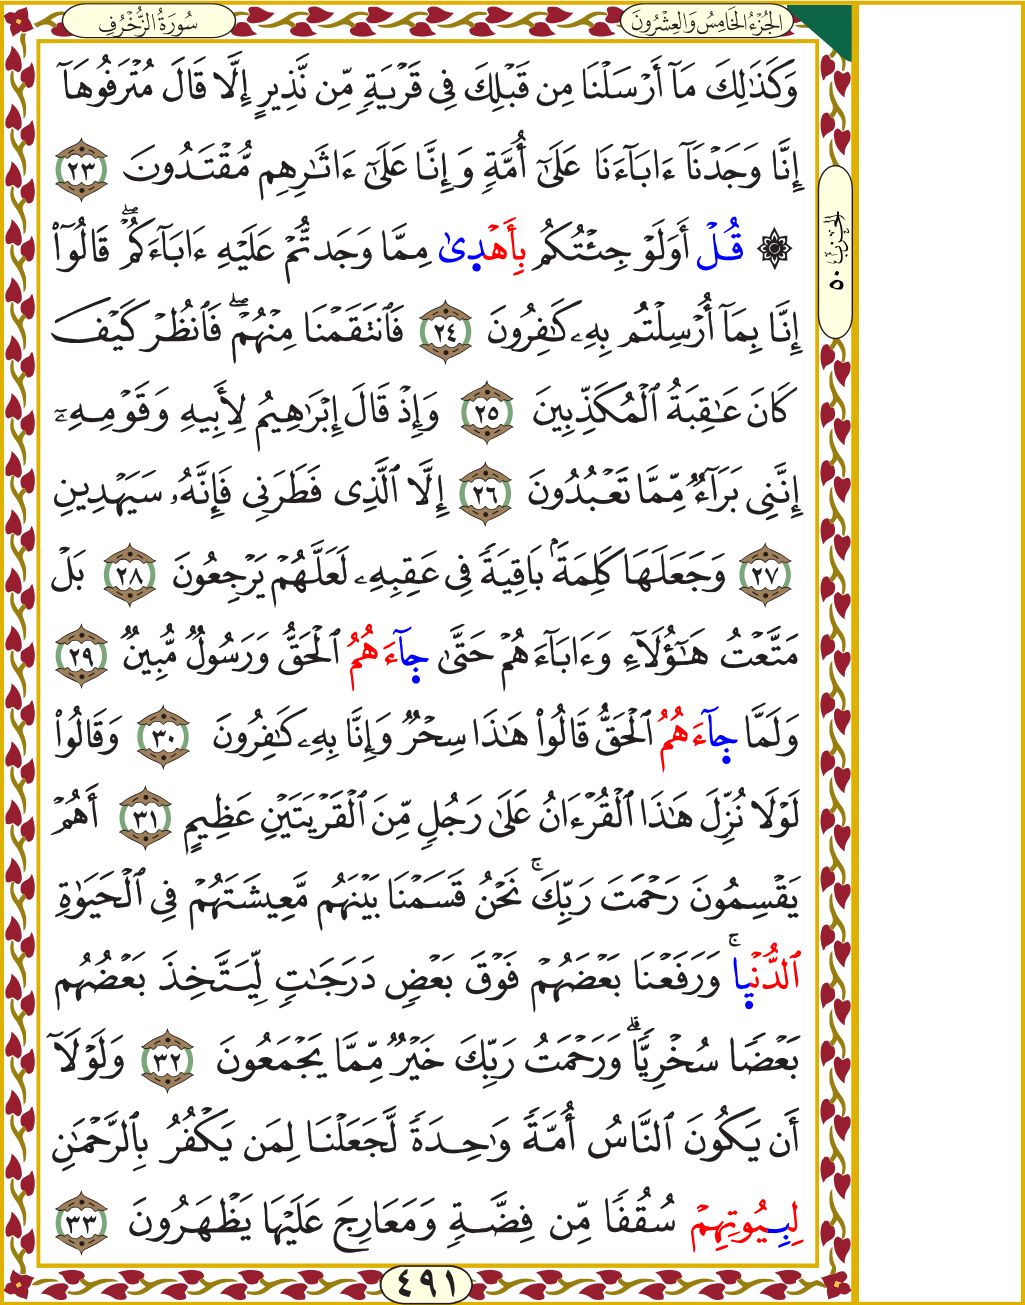 سُورَةُ الزُّخْرُفِ
الجُزْءُ الخَامِسُ وَالعِشْرُونَ
وَكَذَٰلِكَ مَآ أَرْسَلْنَا مِن قَبْلِكَ فِى قَرْيَةٍ مِّن نَّذِيرٍ إِلَّا قَالَ مُتْرَفُوهَآ
إِنَّا وَجَدْنَآ ءَابَآءَنَا عَلَىٰٓ أُمَّةٍ وَإِنَّا عَلَىٰٓ ءَاثَـٰرِهِم مُّقْتَدُونَ ٢٣
۞ قُلْ أَوَلَوْ جِئْتُكُم بِأَهْدَىٰ مِمَّا وَجَدتُّمْ عَلَيْهِ ءَابَآءَكُمْ ۖ قَالُوٓا۟
إِنَّا بِمَآ أُرْسِلْتُم بِهِۦ كَـٰفِرُونَ ٢٤ فَٱنتَقَمْنَا مِنْهُمْ ۖ فَٱنظُرْ كَيْفَ
كَانَ عَـٰقِبَةُ ٱلْمُكَذِّبِينَ ٢٥ وَإِذْ قَالَ إِبْرَٰهِيمُ لِأَبِيهِ وَقَوْمِهِۦٓ
إِنَّنِى بَرَآءٌ مِّمَّا تَعْبُدُونَ ٢٦ إِلَّا ٱلَّذِى فَطَرَنِى فَإِنَّهُۥ سَيَهْدِينِ
٢٧ وَجَعَلَهَا كَلِمَةًۢ بَاقِيَةً فِى عَقِبِهِۦ لَعَلَّهُمْ يَرْجِعُونَ ٢٨ بَلْ
مَتَّعْتُ هَـٰٓؤُلَآءِ وَءَابَآءَهُمْ حَتَّىٰ جَآءَهُمُ ٱلْحَقُّ وَرَسُولٌ مُّبِينٌ ٢٩
وَلَمَّا جَآءَهُمُ ٱلْحَقُّ قَالُوا۟ هَـٰذَا سِحْرٌ وَإِنَّا بِهِۦ كَـٰفِرُونَ ٣٠ وَقَالُوا۟
لَوْلَا نُزِّلَ هَـٰذَا ٱلْقُرْءَانُ عَلَىٰ رَجُلٍ مِّنَ ٱلْقَرْيَتَيْنِ عَظِيمٍ ٣١ أَهُمْ
يَقْسِمُونَ رَحْمَتَ رَبِّكَ ۚ نَحْنُ قَسَمْنَا بَيْنَهُم مَّعِيشَتَهُمْ فِى ٱلْحَيَوٰةِ
ٱلدُّنْيَا ۚ وَرَفَعْنَا بَعْضَهُمْ فَوْقَ بَعْضٍ دَرَجَـٰتٍ لِّيَتَّخِذَ بَعْضُهُم
بَعْضًا سُخْرِيًّا ۗ وَرَحْمَتُ رَبِّكَ خَيْرٌ مِّمَّا يَجْمَعُونَ ٣٢ وَلَوْلَآ
أَن يَكُونَ ٱلنَّاسُ أُمَّةً وَٰحِدَةً لَّجَعَلْنَا لِمَن يَكْفُرُ بِٱلرَّحْمَـٰنِ
لِبِيُوتِهِمْ سُقُفًا مِّن فِضَّةٍ وَمَعَارِجَ عَلَيْهَا يَظْهَرُونَ ٣٣
الحِزْبُ ٥٠
٤٩١